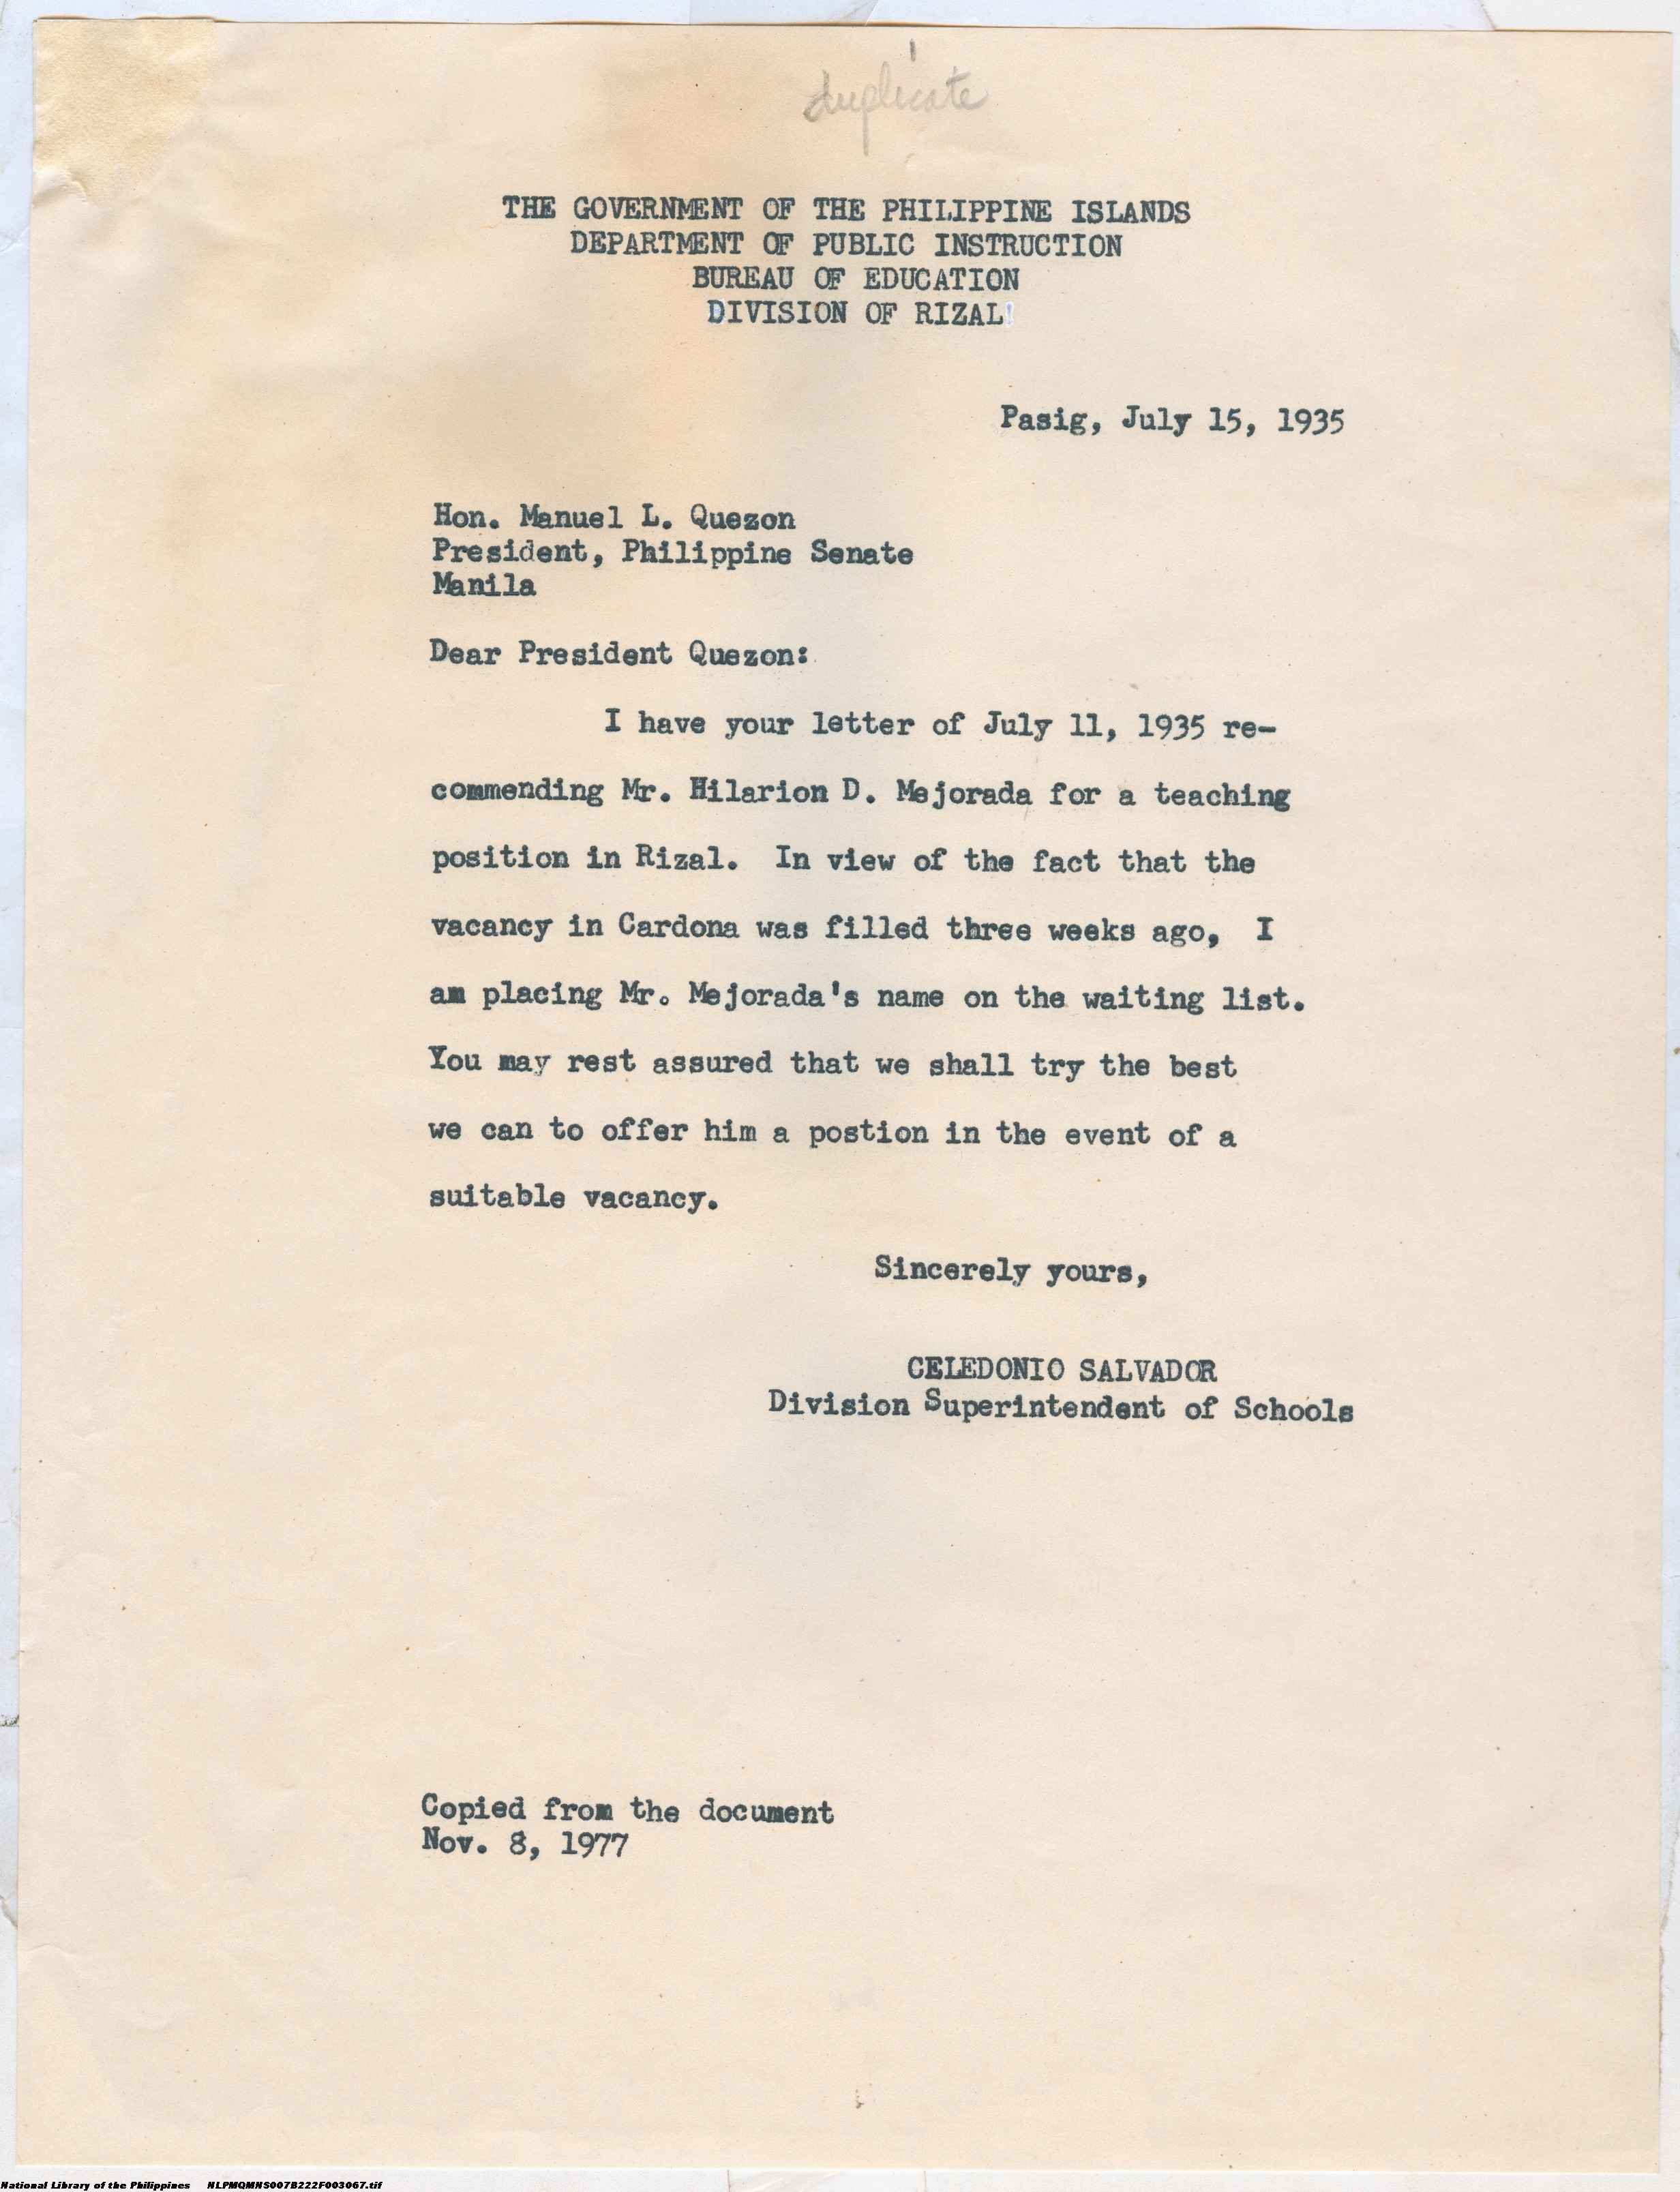 duplicate
THE GOVERNMENT OF THE PHILIPPINE ISLANDS
DEPARTMENT OF PUBLIC INSTRUCTION
BUREAU OF EDUCATION
DIVISION OF RIZAL
Pasig, July 15, 1935
Hon. Manuel L. Quezon
President, Philippine Senate
Manila
Dear President Quezon:
I have your letter of July 11, 1935 re-
commending Mr. Hilarion D. Mejorada for a teaching
position in Rizal. In view of the fact that the
vacancy in Cardona was filled three weeks ago, I
am placing Mr. Mejorada's name on the waiting list.
You may rest assured that we shall try the best
we can to offer him a postion in the event of a
suitable vacancy.
Sincerely yours,
CELEDONIO SALVADOR
Division Superintendent of Schools
Copied from the document
Nov. 8, 1977
National Library of the Philippines NLPMQMNS007B222F003067.tif